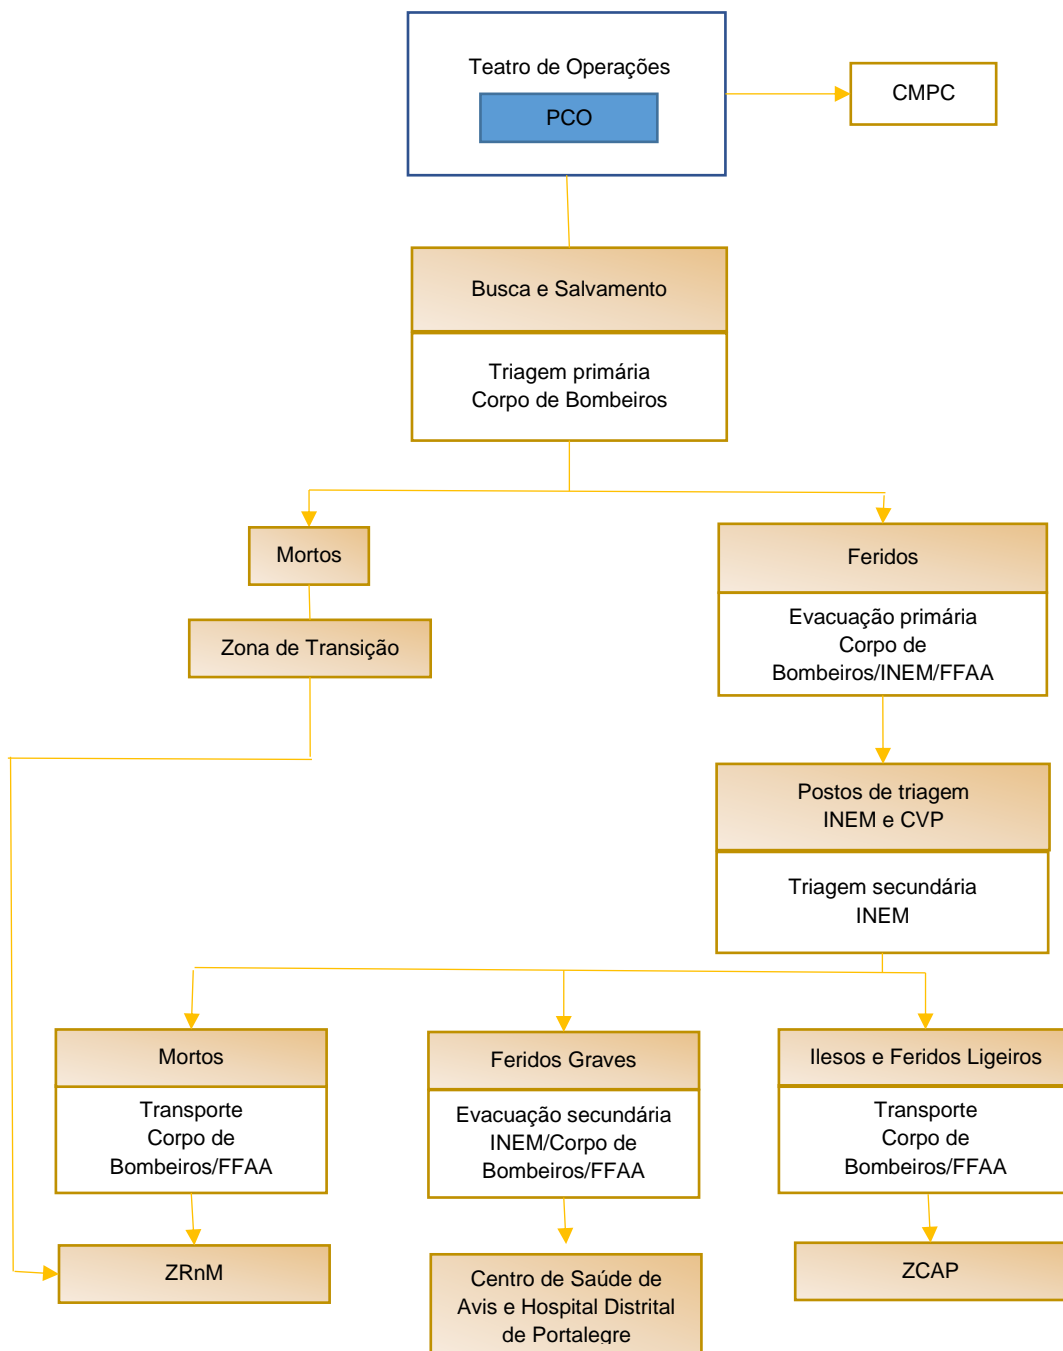 Teatro de Operações
PCO
CMPC
Busca e Salvamento
Triagem primária
Corpo de Bombeiros
Mortos
Zona de Transição
Feridos
Evacuação primária
Corpo de
Bombeiros/INEM/FFAA
Postos de triagem
INEM e CVP
Triagem secundária
INEM
Mortos
Transporte
Corpo de
Bombeiros/FFAA
ZRnM
Feridos Graves
Evacuação secundária
INEM/Corpo de
Bombeiros/FFAA
Centro de Saúde de
Avis e Hospital Distrital
de Portalegre
Ilesos e Feridos Ligeiros
Transporte
Corpo de
Bombeiros/FFAA
ZCAP